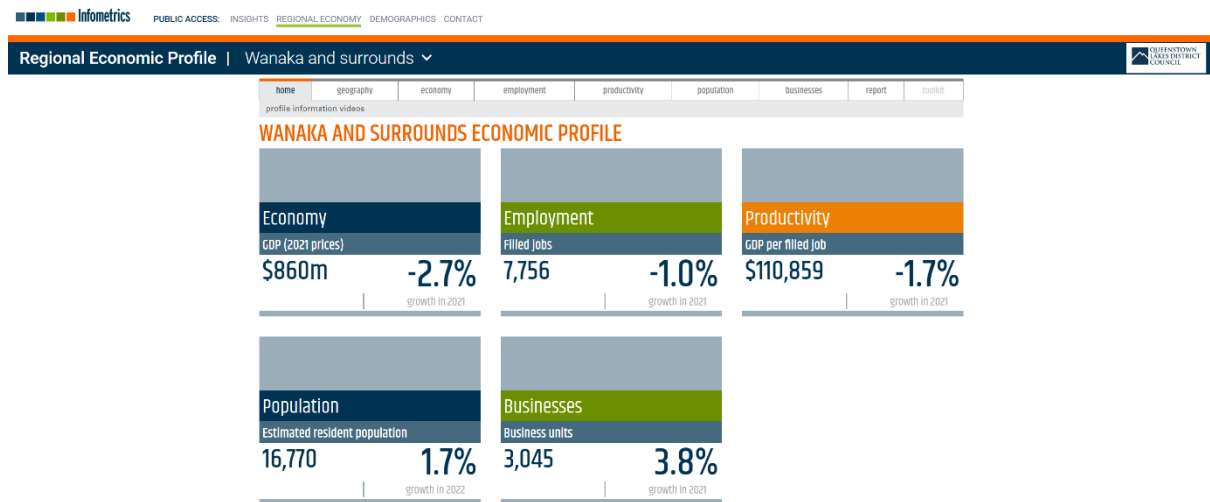 Infometrics PUBLIC ACCESS: INSIGHTS REGIONAL ECONOMY DEMOGRAPHICS CONTACT
Regional Economic Profile | Wanaka and surrounds
QUEENSTOWN
LAKES DISTRICT
COUNCIL
home geography economy employment productivity population businesses report toolkit
profile information videos
WANAKA AND SURROUNDS ECONOMIC PROFILE
Economy
GDP (2021 prices)
$860m -2.7%
growth in 2021
Employment
Filled jobs
7,756 -1.0%
growth in 2021
Productivity
GDP per filled job
$110,859 -1.7%
growth in 2021
Population
Estimated resident population
16,770 1.7%
growth in 2022
Businesses
Business units
3,045 3.8%
growth in 2021